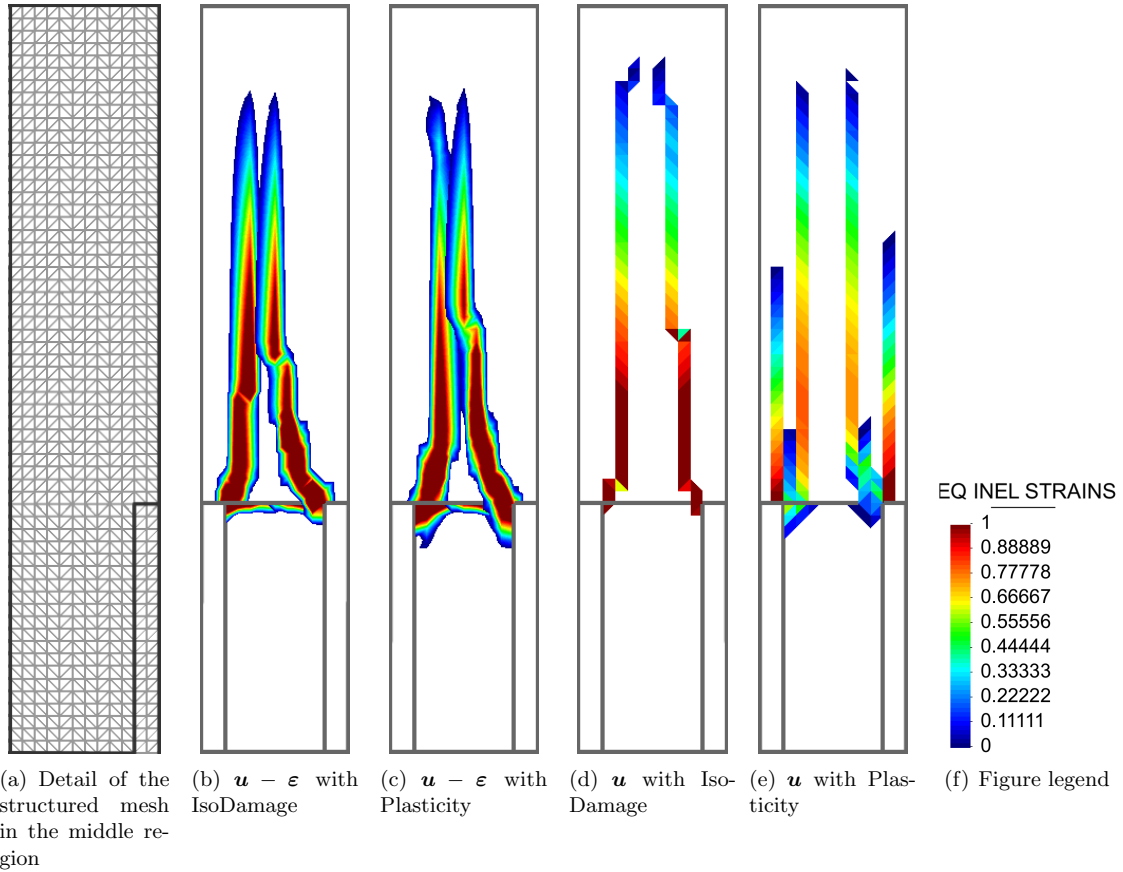 EQ INEL STRAINS
1
0.88889
0.77778
0.66667
0.55556
0.44444
0.33333
0.22222
0.11111
0
(a) Detail of the
structured mesh
in the middle re-
gion
(b) u − ε with
IsoDamage
(c) u − ε with
Plasticity
(d) u with Iso-
Damage
(e) u with Plas-
ticity
(f) Figure legend